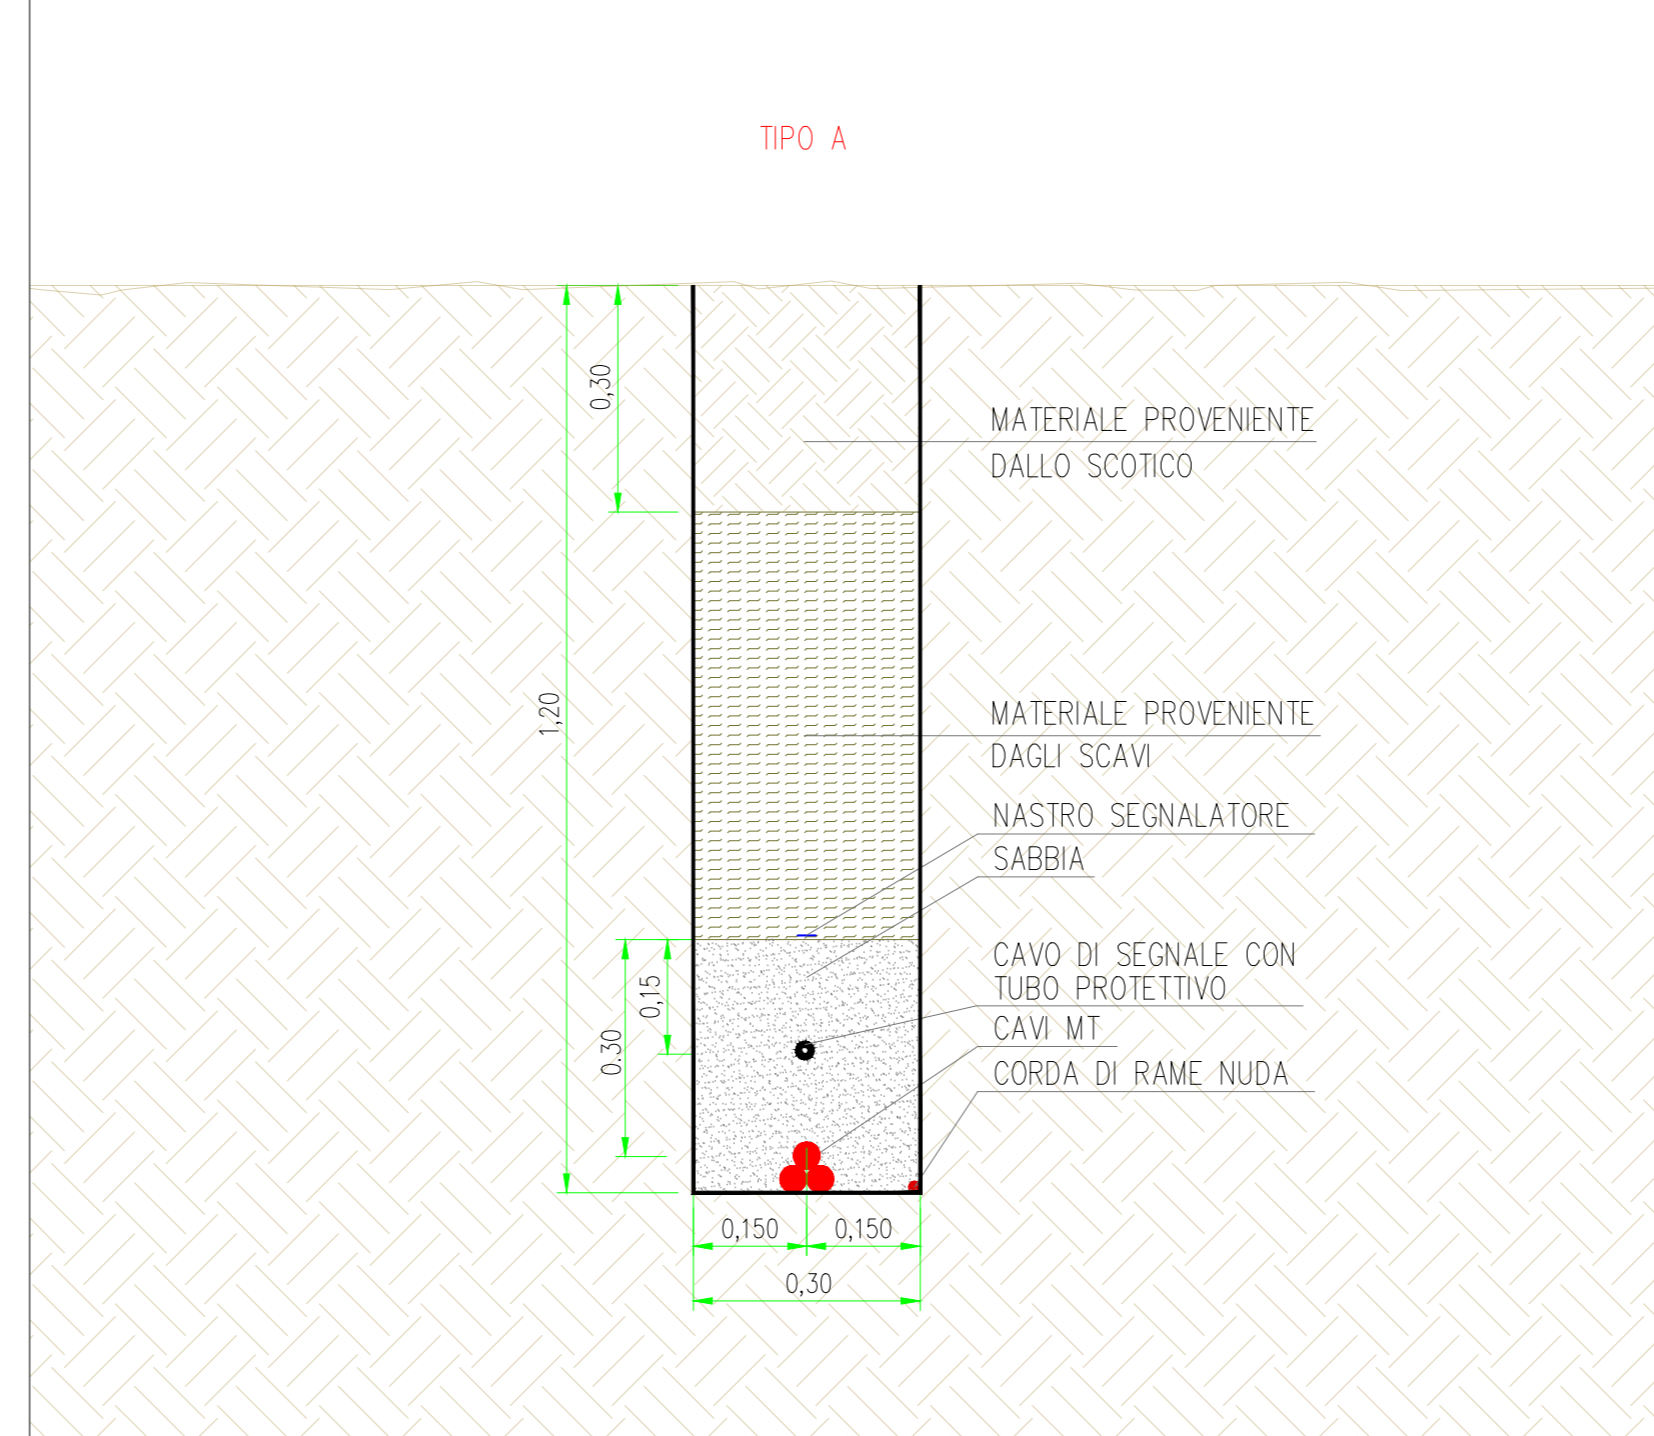 TIPO A
0,30
MATERIALE PROVENIENTE
DALLO SCOTICO
1,20
MATERIALE PROVENIENTE
DAGLI SCAVI
NASTRO SEGNALATORE
SABBIA
CAVO DI SEGNALE CON
TUBO PROTETTIVO
0,15
0.30
CAVI MT
CORDA DI RAME NUDA
0,150 0,150
0,30